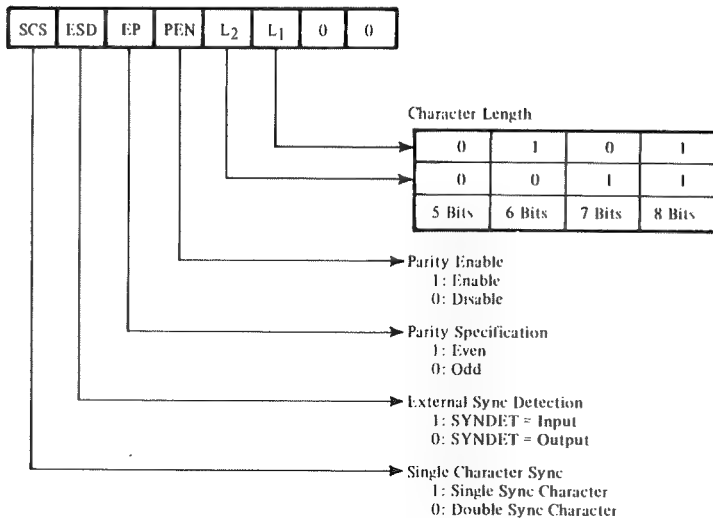 SCS ESD EP PEN L2 L1 0 0
Character Length
0 1 0 1
0 0 1 1
5 Bits 6 Bits 7 Bits 8 Bits
Parity Enable
1: Enable
0: Disable
Parity Specification
1: Even
0: Odd
External Sync Detection
1: SYNDET = Input
0: SYNDET = Output
Single Character Sync
1: Single Sync Character
0: Double Sync Character